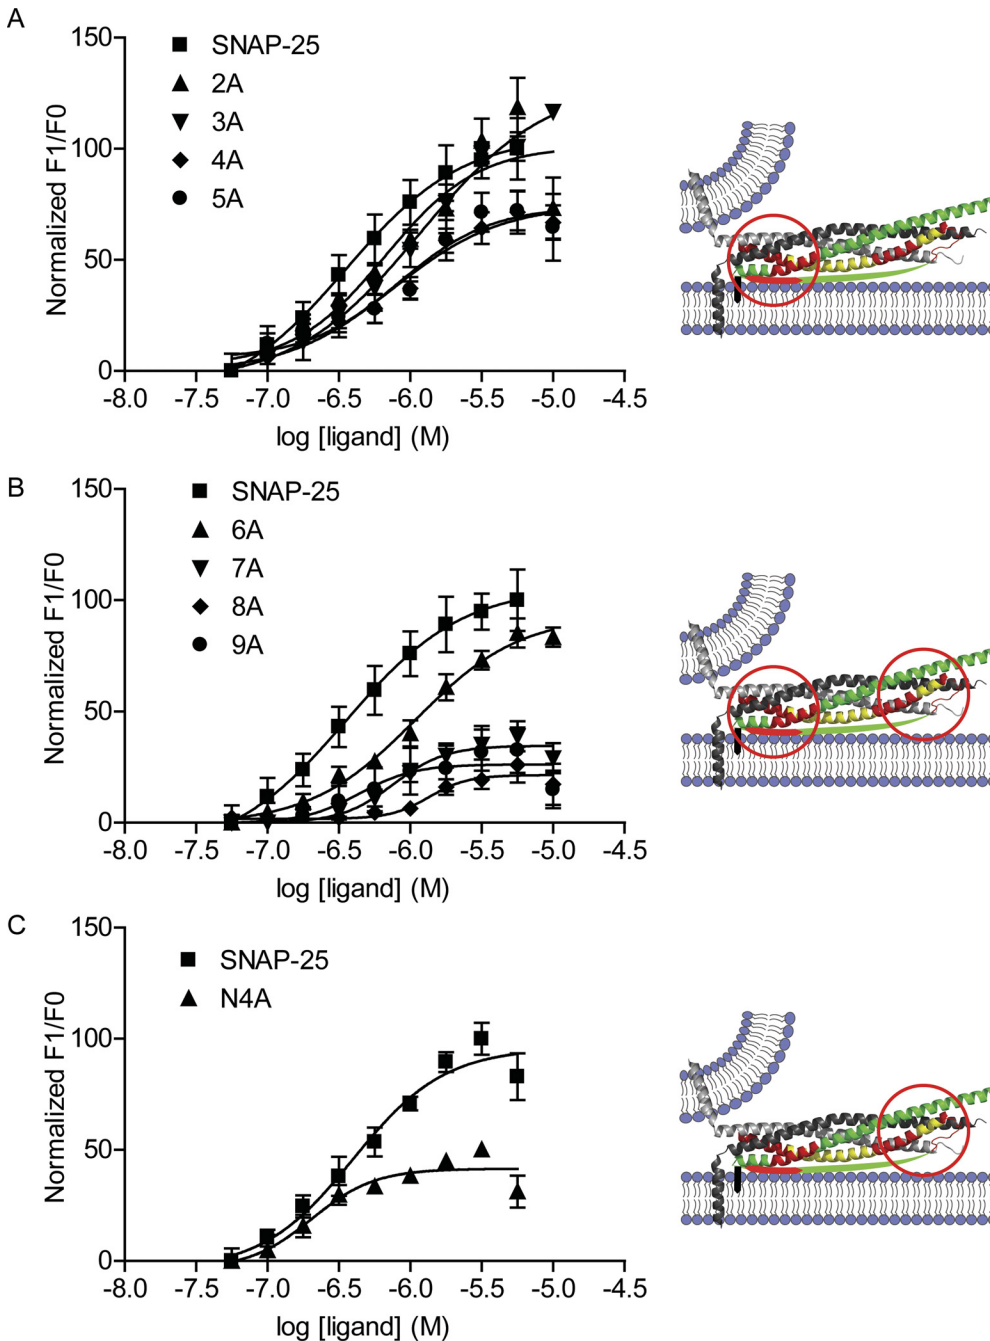 A
150
100
50
0
Normalized F1/F0
SNAP-25
2A
3A
4A
5A
-8.0 -7.5 -7.0 -6.5 -6.0 -5.5 -5.0 -4.5
log [ligand] (M)
B
150
100
50
0
Normalized F1/F0
SNAP-25
6A
7A
8A
9A
-8.0 -7.5 -7.0 -6.5 -6.0 -5.5 -5.0 -4.5
log [ligand] (M)
C
150
100
50
0
Normalized F1/F0
SNAP-25
N4A
-8.0 -7.5 -7.0 -6.5 -6.0 -5.5 -5.0 -4.5
log [ligand] (M)